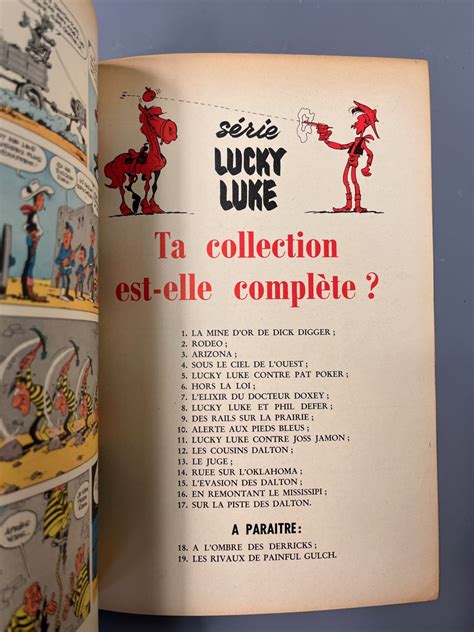 série
LUCKY
LUKE
Ta collection
est-elle complète ?
1. LA MINE D'OR DE DICK DIGGER ;
2. RODEO ;
3. ARIZONA ;
4. SOUS LE CIEL DE L'OUEST ;
5. LUCKY LUKE CONTRE PAT POKER ;
6. HORS LA LOI ;
7. L'ELIXIR DU DOCTEUR DOXEY ;
8. LUCKY LUKE ET PHIL DEFER ;
9. DES RAILS SUR LA PRAIRIE ;
10. ALERTE AUX PIEDS BLEUS ;
11. LUCKY LUKE CONTRE JOSS JAMON ;
12. LES COUSINS DALTON ;
13. LE JUGE ;
14. RUEE SUR L'OKLAHOMA ;
15. L'EVASION DES DALTON ;
16. EN REMONTANT LE MISSISSIPI ;
17. SUR LA PISTE DES DALTON.
A PARAITRE :
18. A L'OMBRE DES DERRICKS ;
19. LES RIVAUX DE PAINFUL GULCH.